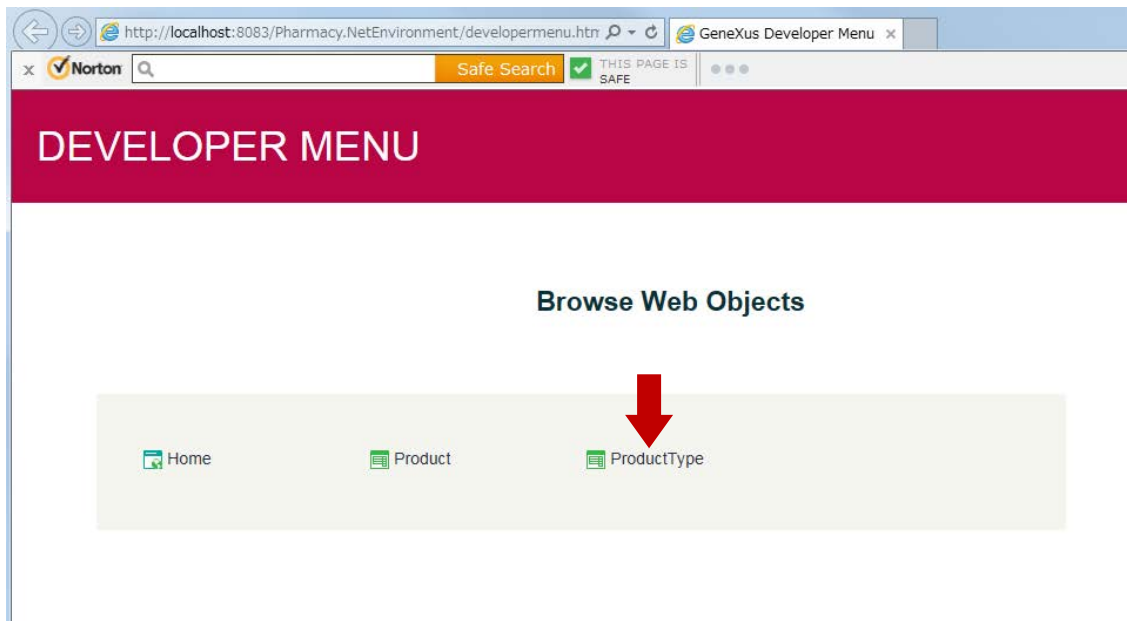 http://localhost:8083/Pharmacy.NetEnvironment/developermenu.htm
GeneXus Developer Menu
x Norton Safe Search THIS PAGE IS
SAFE
DEVELOPER MENU
Browse Web Objects
Home Product ProductType